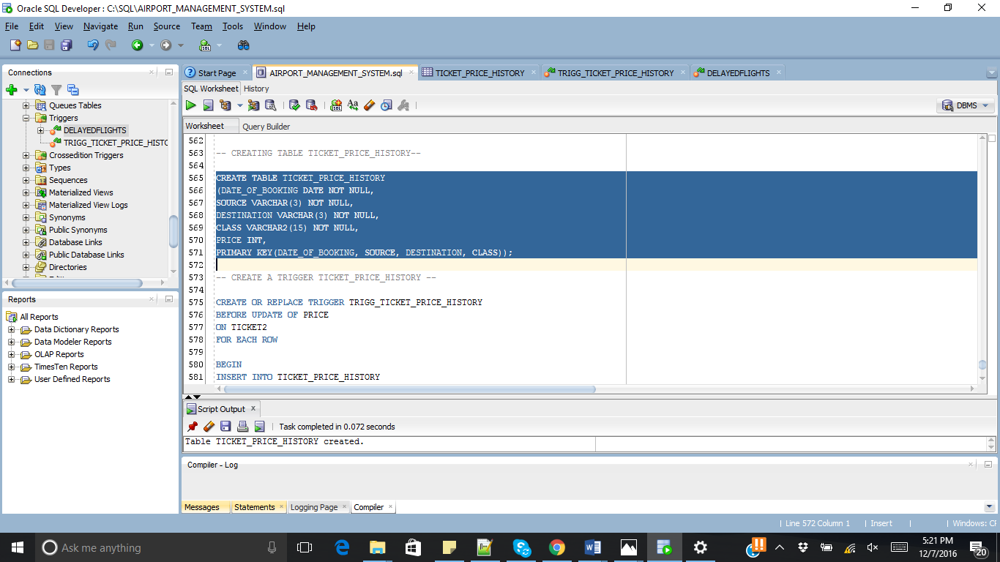 Oracle SQL Developer : C:\SQL\AIRPORT_MANAGEMENT_SYSTEM.sql
File Edit View Navigate Run Source Team Tools Window Help
Connections
Queues Tables
Triggers
DELAYEDFLIGHTS
TRIGG_TICKET_PRICE_HISTO
Crossedition Triggers
Types
Sequences
Materialized Views
Materialized View Logs
Synonyms
Public Synonyms
Database Links
Public Database Links
Directories
Reports
All Reports
Data Dictionary Reports
Data Modeler Reports
OLAP Reports
TimesTen Reports
User Defined Reports
Start Page AIRPORT_MANAGEMENT_SYSTEM.sql TICKET_PRICE_HISTORY TRIGG_TICKET_PRICE_HISTORY DELAYEDFLIGHTS
SQL Worksheet History
DBMS
Worksheet Query Builder
562
563 -- CREATING TABLE TICKET_PRICE_HISTORY--
564
565 CREATE TABLE TICKET_PRICE_HISTORY
566 (DATE_OF_BOOKING DATE NOT NULL,
567 SOURCE VARCHAR(3) NOT NULL,
568 DESTINATION VARCHAR(3) NOT NULL,
569 CLASS VARCHAR2(15) NOT NULL,
570 PRICE INT,
571 PRIMARY KEY(DATE_OF_BOOKING, SOURCE, DESTINATION, CLASS));
572
573 -- CREATE A TRIGGER TICKET_PRICE_HISTORY --
574
575 CREATE OR REPLACE TRIGGER TRIGG_TICKET_PRICE_HISTORY
576 BEFORE UPDATE OF PRICE
577 ON TICKET2
578 FOR EACH ROW
579
580 BEGIN
581 INSERT INTO TICKET_PRICE_HISTORY
Script Output
Task completed in 0.072 seconds
Table TICKET_PRICE_HISTORY created.
Compiler - Log
Messages Statements Logging Page Compiler
Line 572 Column 1 Insert Windows: CF
Ask me anything
5:21 PM
12/7/2016
20